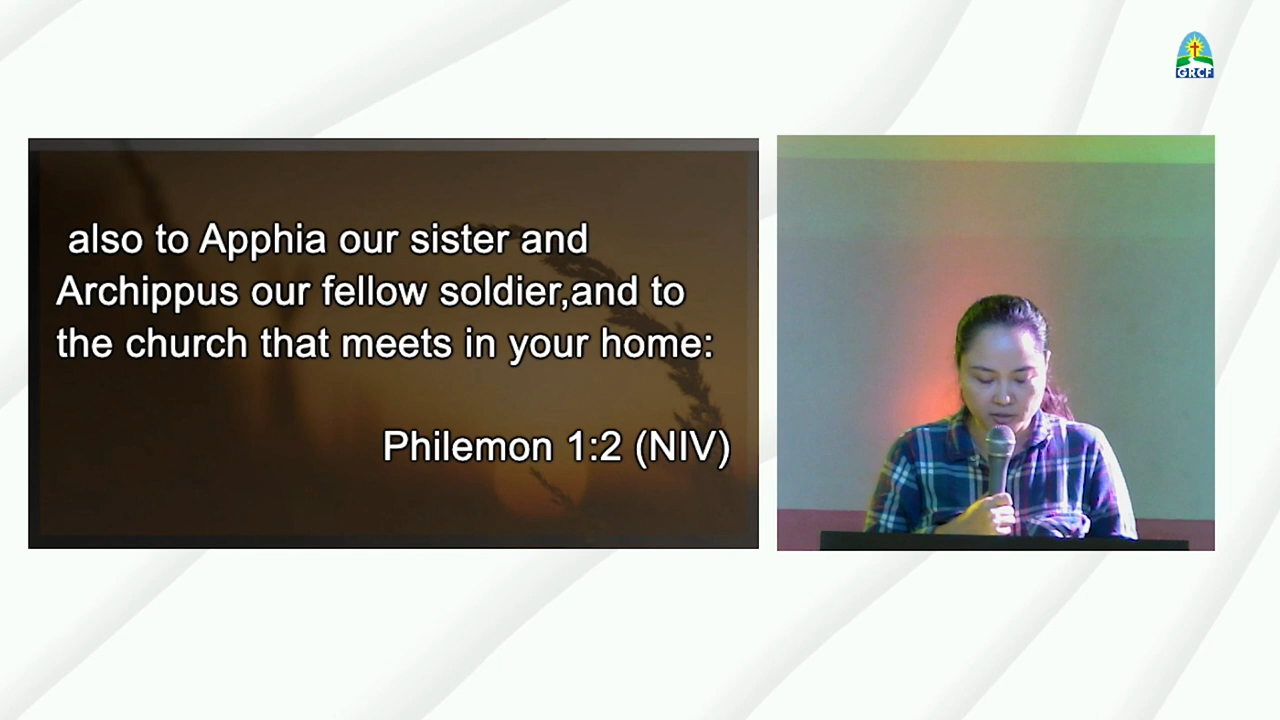 GRCF
also to Apphia our sister and
Archippus our fellow soldier,and to
the church that meets in your home:
Philemon 1:2 (NIV)